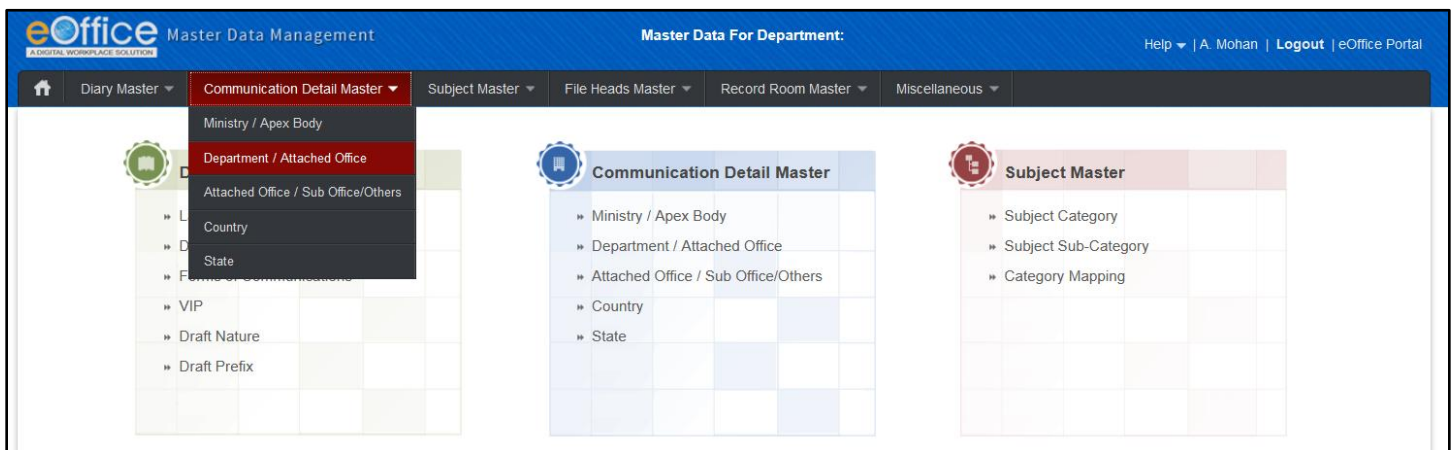 eOffice Master Data Management
A DIGITAL WORKPLACE SOLUTION
Master Data For Department:
Help | A. Mohan | Logout | eOffice Portal
Diary Master Communication Detail Master Subject Master File Heads Master Record Room Master Miscellaneous
Ministry / Apex Body
Department / Attached Office
Attached Office / Sub Office/Others
Country
State
» VIP
» Draft Nature
» Draft Prefix
Communication Detail Master
» Ministry / Apex Body
» Department / Attached Office
» Attached Office / Sub Office/Others
» Country
» State
Subject Master
» Subject Category
» Subject Sub-Category
» Category Mapping